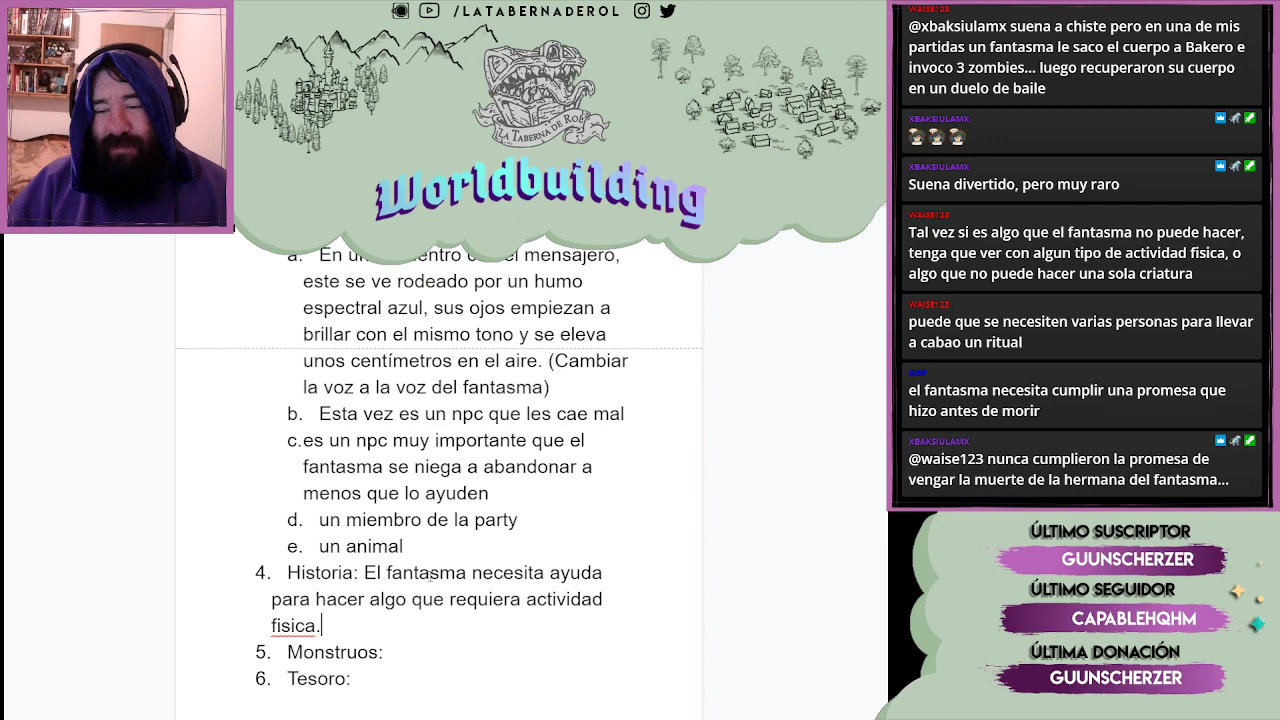 /LATABERNADEROL
LA TABERNA DE ROL
Worldbuilding
este se ve rodeado por un humo
espectral azul, sus ojos empiezan a
brillar con el mismo tono y se eleva
unos centímetros en el aire. (Cambiar
la voz a la voz del fantasma)
b. Esta vez es un npc que les cae mal
c.es un npc muy importante que el
fantasma se niega a abandonar a
menos que lo ayuden
d. un miembro de la party
e. un animal
4. Historia: El fantasma necesita ayuda
para hacer algo que requiera actividad
fisica.
5. Monstruos:
6. Tesoro:
WAISE123
@xbaksiulamx suena a chiste pero en una de mis
partidas un fantasma le saco el cuerpo a Bakero e
invoco 3 zombies... luego recuperaron su cuerpo
en un duelo de baile
XBAKSIULAMX
XBAKSIULAMX
Suena divertido, pero muy raro
WAISE123
Tal vez si es algo que el fantasma no puede hacer,
tenga que ver con algun tipo de actividad fisica, o
algo que no puede hacer una sola criatura
WAISE123
puede que se necesiten varias personas para llevar
a cabao un ritual
el fantasma necesita cumplir una promesa que
hizo antes de morir
XBAKSIULAMX
@waise123 nunca cumplieron la promesa de
vengar la muerte de la hermana del fantasma...
ÚLTIMO SUSCRIPTOR
GUUNSCHERZER
ÚLTIMO SEGUIDOR
CAPABLEHQHM
ÚLTIMA DONACIÓN
GUUNSCHERZER